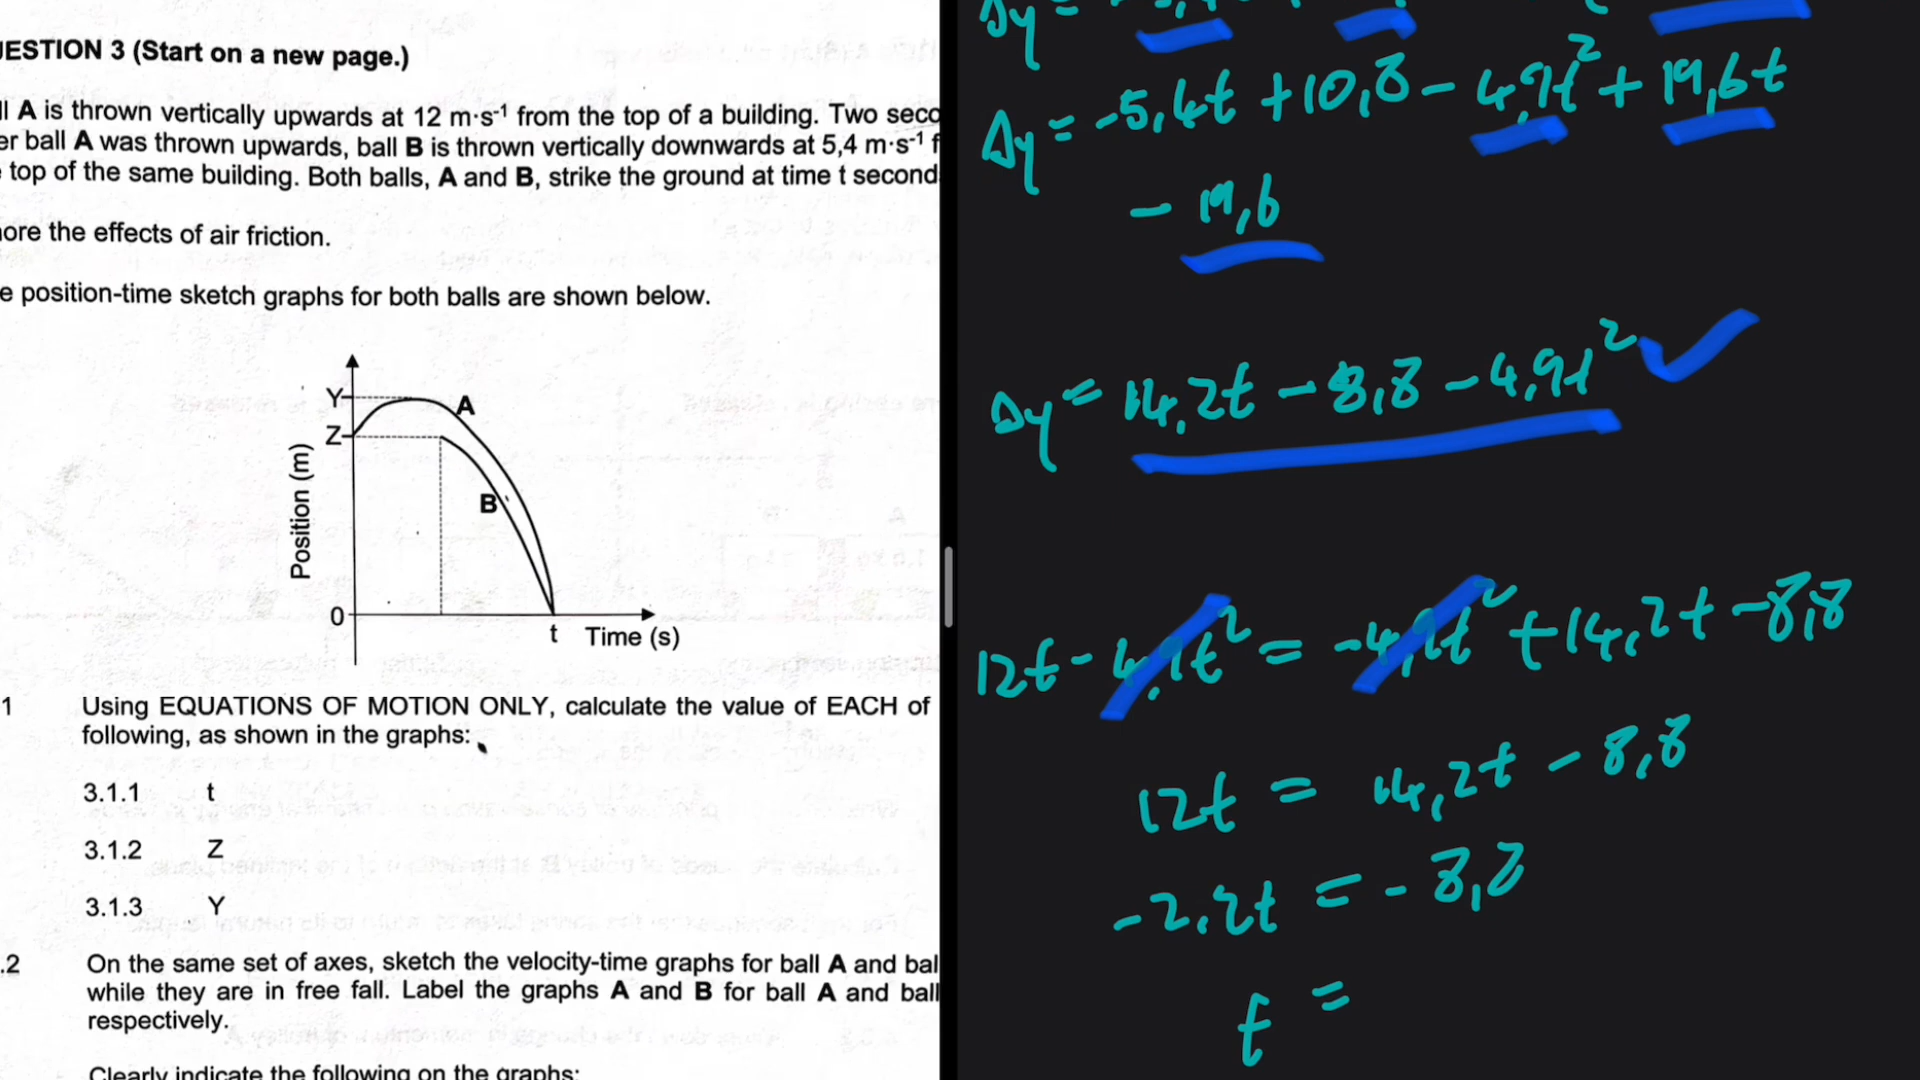 ESTION 3 (Start on a new page.)
A is thrown vertically upwards at 12 m·s⁻¹ from the top of a building. Two seco
er ball A was thrown upwards, ball B is thrown vertically downwards at 5,4 m·s⁻¹ f
top of the same building. Both balls, A and B, strike the ground at time t second
ore the effects of air friction.
e position-time sketch graphs for both balls are shown below.
Position (m)
Y
Z
A
B
0
t
Time (s)
1 Using EQUATIONS OF MOTION ONLY, calculate the value of EACH of
following, as shown in the graphs:
3.1.1 t
3.1.2 Z
3.1.3 Y
.2 On the same set of axes, sketch the velocity-time graphs for ball A and bal
while they are in free fall. Label the graphs A and B for ball A and ball
respectively.
Clearly indicate the following on the graphs:
Δy =
Δy = -5,4t + 10,8 - 4,9t² + 19,6t
- 19,6
Δy = 14,2t - 8,8 - 4,9t²
12t - 4,9t² = -4,9t² + 14,2t - 8,8
12t = 14,2t - 8,8
-2,2t = -8,8
t =